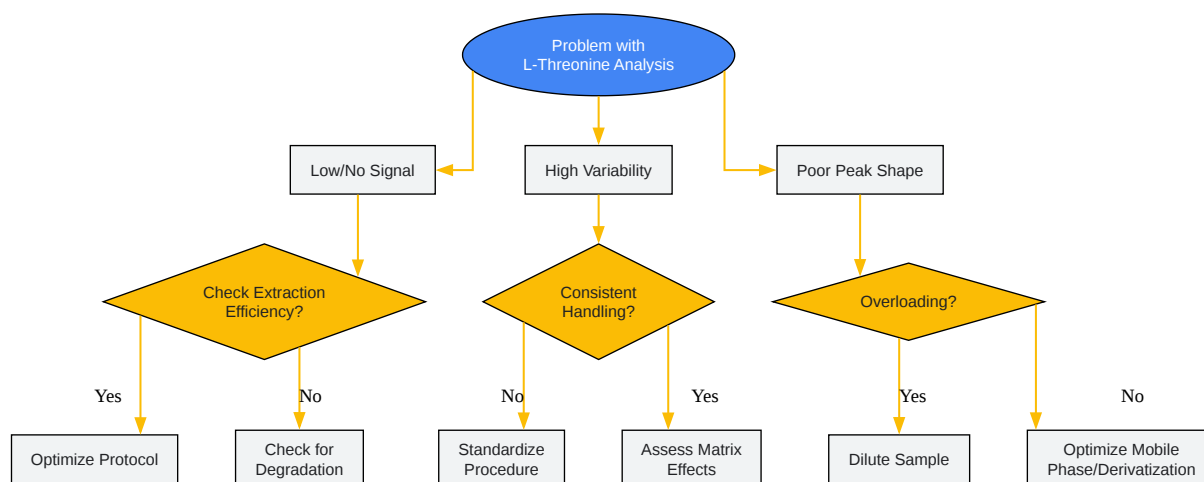 Problem with
L-Threonine Analysis
Low/No Signal
High Variability
Poor Peak Shape
Check Extraction
Efficiency?
Consistent
Handling?
Overloading?
Yes
No
No
Yes
Yes
No
Optimize Protocol
Check for
Degradation
Standardize
Procedure
Assess Matrix
Effects
Dilute Sample
Optimize Mobile
Phase/Derivatization